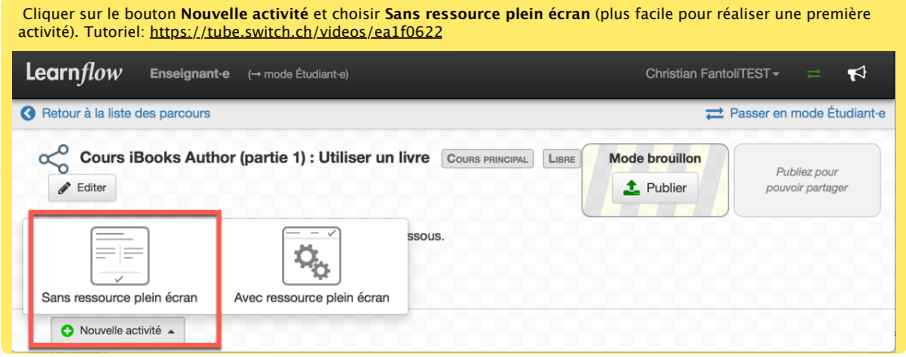 Cliquer sur le bouton Nouvelle activité et choisir Sans ressource plein écran (plus facile pour réaliser une première
activité). Tutoriel: https://tube.switch.ch/videos/ea1f0622
Learnflow Enseignant·e (→ mode Étudiant·e) Christian FantoliTEST
Retour à la liste des parcours Passer en mode Étudiant·e
Cours iBooks Author (partie 1) : Utiliser un livre COURS PRINCIPAL LIBRE Mode brouillon
Publiez pour
Editer Publier pouvoir partager
ssous.
Sans ressource plein écran Avec ressource plein écran
Nouvelle activité